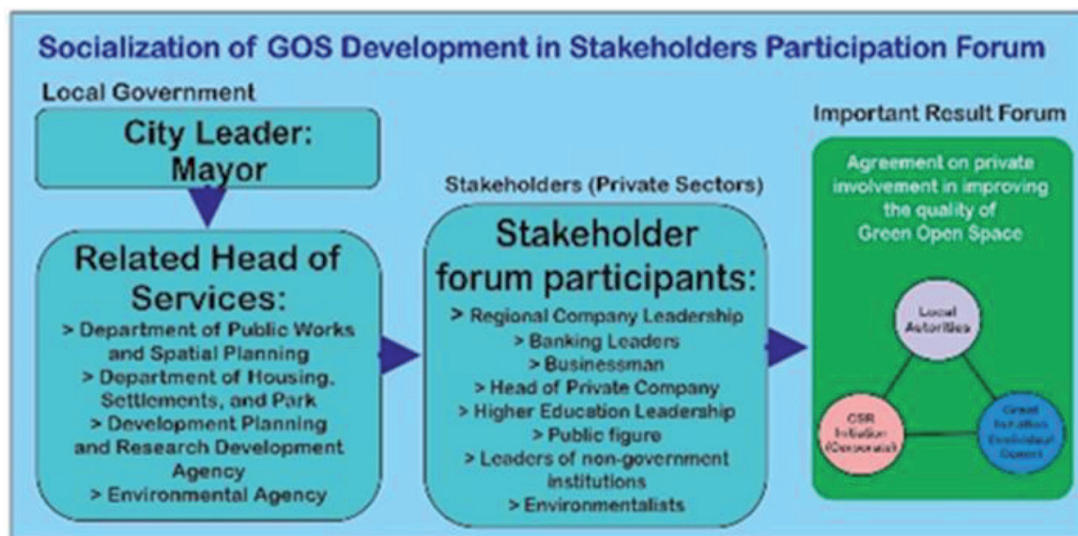 Socialization of GOS Development in Stakeholders Participation Forum
Local Government
City Leader:
Mayor
Related Head of
Services:
> Department of Public Works
and Spatial Planning
> Department of Housing,
Settlements, and Park
> Development Planning
and Research Development
Agency
> Environmental Agency
Stakeholders (Private Sectors)
Stakeholder
forum participants:
> Regional Company Leadership
> Banking Leaders
> Businessman
> Head of Private Company
> Higher Education Leadership
> Public figure
> Leaders of non-government
institutions
> Environmentalists
Important Result Forum
Agreement on private
involvement in improving
the quality of
Green Open Space
Local
Autorities
CSR
Initiation
(Corporate)